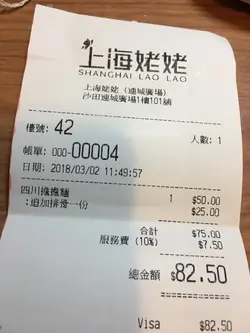 上海姥姥
SHANGHAI LAO LAO
上海姥姥 (連城廣場)
沙田連城廣場1樓101舖
檯號: 42 人數: 1
帳單: 000-00004
日期: 2018/03/02 11:49:57
四川擔擔麵 1 $50.00
:追加排骨一份 $25.00
合計 $75.00
服務費 (10%) $7.50
總金額 $82.50
Visa $82.50